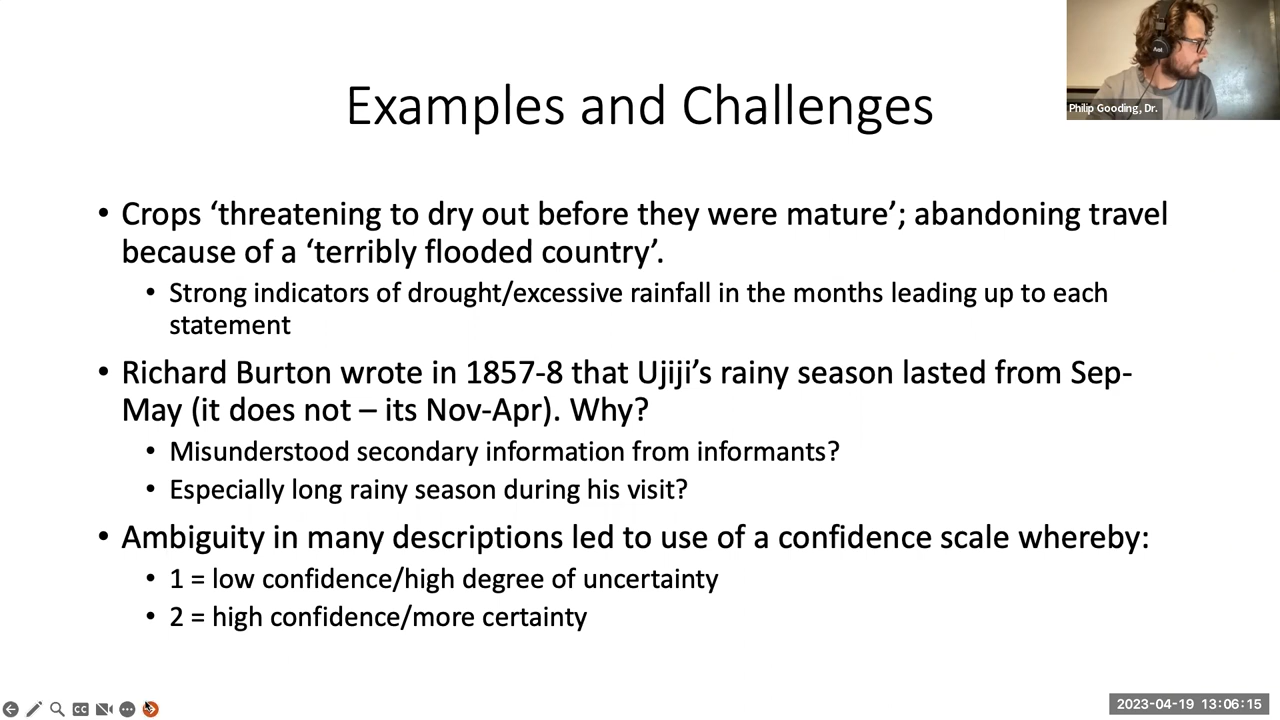 Examples and Challenges
Philip Gooding, Dr.
• Crops ‘threatening to dry out before they were mature’; abandoning travel
because of a ‘terribly flooded country’.
• Strong indicators of drought/excessive rainfall in the months leading up to each
statement
• Richard Burton wrote in 1857-8 that Ujiji’s rainy season lasted from Sep-
May (it does not – its Nov-Apr). Why?
• Misunderstood secondary information from informants?
• Especially long rainy season during his visit?
• Ambiguity in many descriptions led to use of a confidence scale whereby:
• 1 = low confidence/high degree of uncertainty
• 2 = high confidence/more certainty
CC
2023-04-19 13:06:15